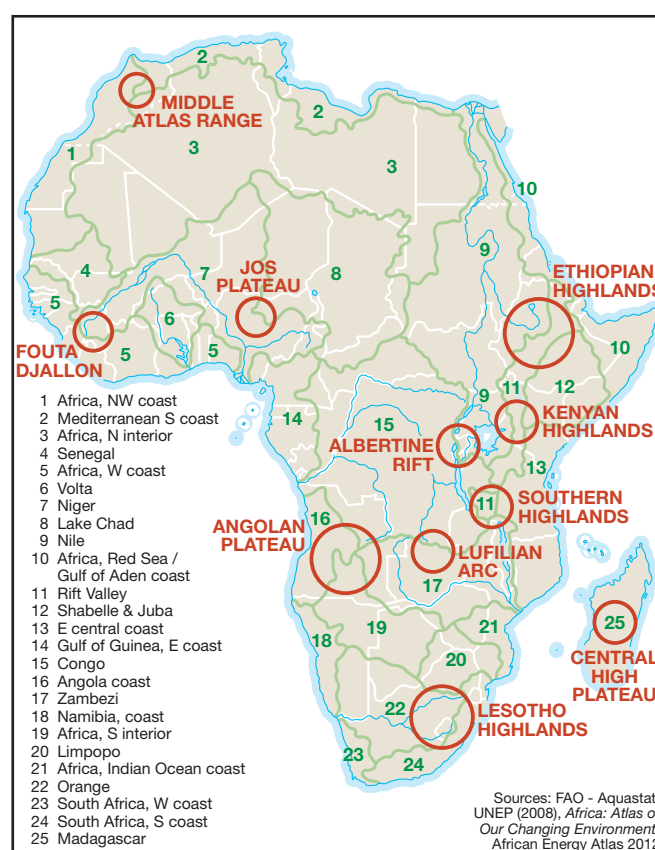 2
MIDDLE
ATLAS RANGE
2
1
3
3
10
4
7
JOS
PLATEAU
8
9
ETHIOPIAN
HIGHLANDS
5
6
5
5
FOUTA
DJALLON
10
9
11
12
14
15
KENYAN
HIGHLANDS
ALBERTINE
RIFT
13
16
11
SOUTHERN
HIGHLANDS
ANGOLAN
PLATEAU
LUFILIAN
ARC
17
18
19
21
25
20
CENTRAL
HIGH
PLATEAU
22
LESOTHO
HIGHLANDS
23
24
1 Africa, NW coast
2 Mediterranean S coast
3 Africa, N interior
4 Senegal
5 Africa, W coast
6 Volta
7 Niger
8 Lake Chad
9 Nile
10 Africa, Red Sea /
Gulf of Aden coast
11 Rift Valley
12 Shabelle & Juba
13 E central coast
14 Gulf of Guinea, E coast
15 Congo
16 Angola coast
17 Zambezi
18 Namibia, coast
19 Africa, S interior
20 Limpopo
21 Africa, Indian Ocean coast
22 Orange
23 South Africa, W coast
24 South Africa, S coast
25 Madagascar
Sources: FAO - Aquastat
UNEP (2008), Africa: Atlas o
Our Changing Environment
African Energy Atlas 2012